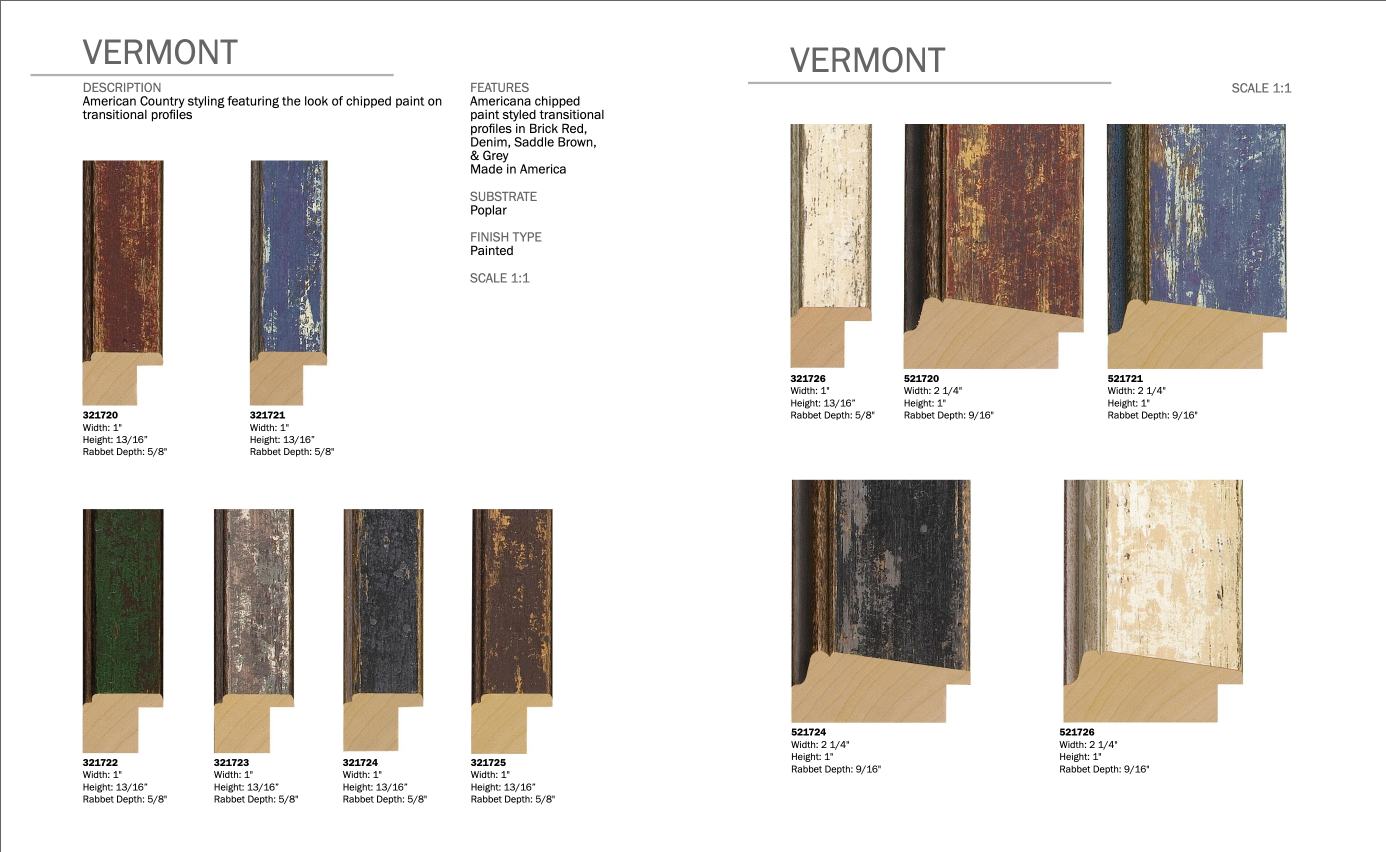 VERMONT
DESCRIPTION
American Country styling featuring the look of chipped paint on
transitional profiles
FEATURES
Americana chipped
paint styled transitional
profiles in Brick Red,
Denim, Saddle Brown,
& Grey
Made in America
SUBSTRATE
Poplar
FINISH TYPE
Painted
SCALE 1:1
321720
Width: 1"
Height: 13/16”
Rabbet Depth: 5/8"
321721
Width: 1"
Height: 13/16”
Rabbet Depth: 5/8"
321722
Width: 1"
Height: 13/16”
Rabbet Depth: 5/8"
321723
Width: 1"
Height: 13/16”
Rabbet Depth: 5/8"
321724
Width: 1"
Height: 13/16”
Rabbet Depth: 5/8"
321725
Width: 1"
Height: 13/16”
Rabbet Depth: 5/8"
VERMONT
SCALE 1:1
321726
Width: 1"
Height: 13/16”
Rabbet Depth: 5/8"
521720
Width: 2 1/4"
Height: 1"
Rabbet Depth: 9/16"
521721
Width: 2 1/4"
Height: 1"
Rabbet Depth: 9/16"
521724
Width: 2 1/4"
Height: 1"
Rabbet Depth: 9/16"
521726
Width: 2 1/4"
Height: 1"
Rabbet Depth: 9/16"